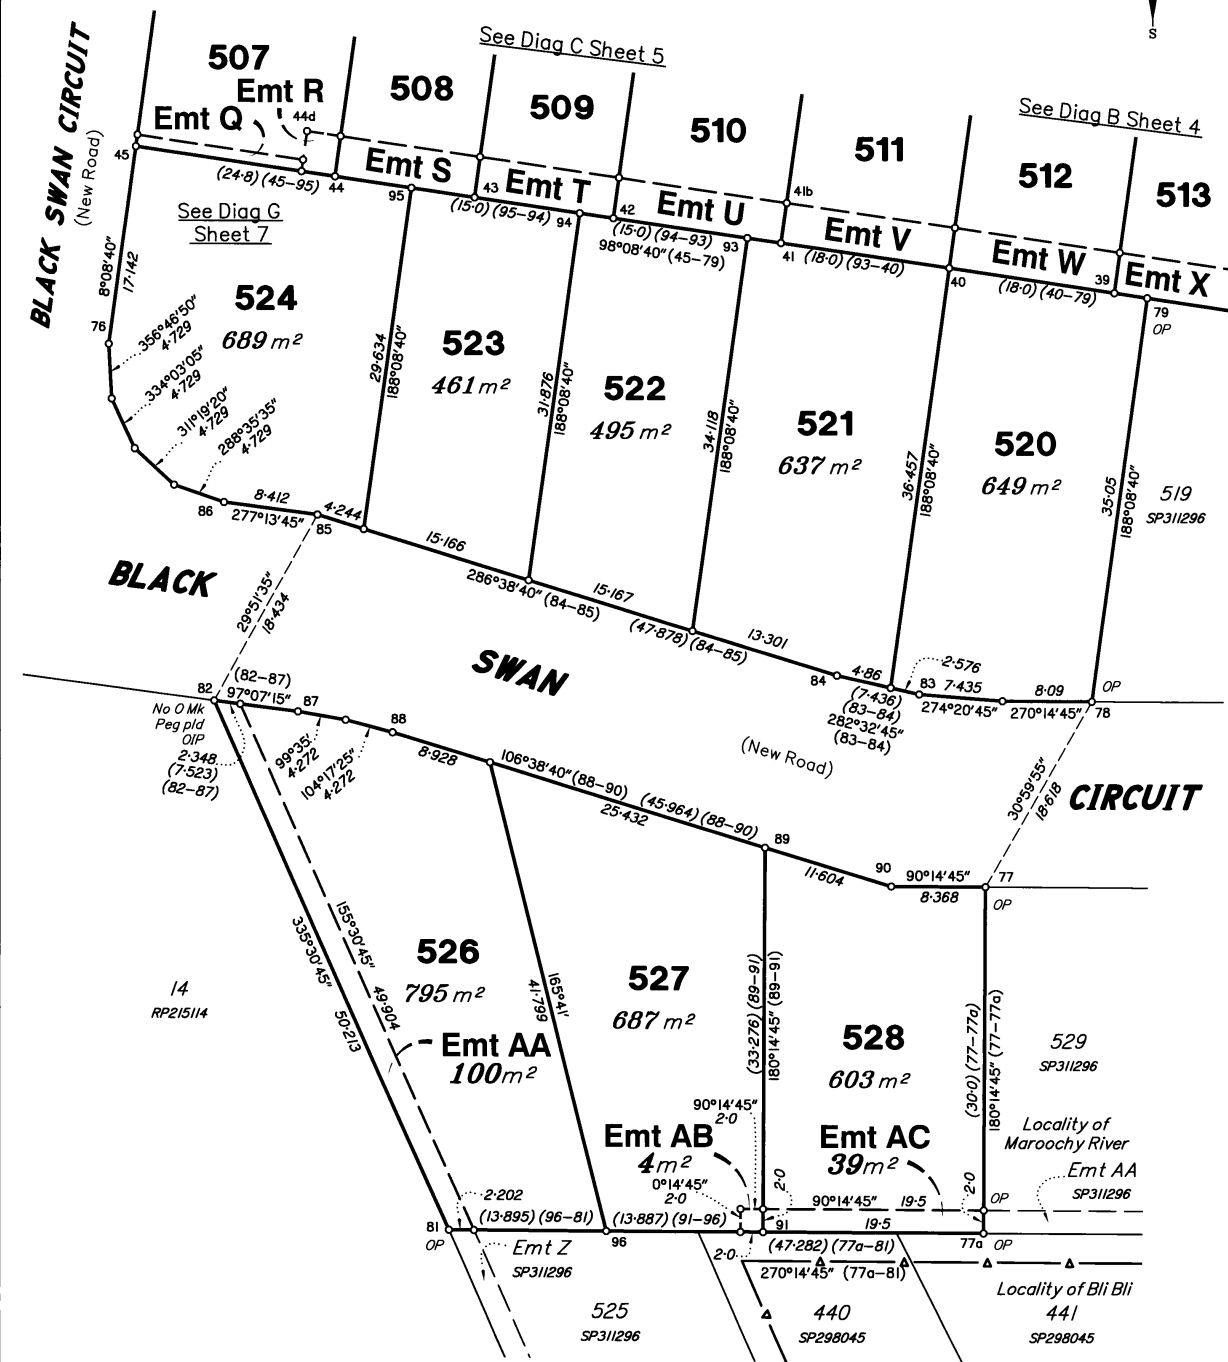 S
See Diag C Sheet 5
See Diag B Sheet 4
507
508
509
510
511
512
513
Emt R
Emt Q
44d
Emt S
Emt T
Emt U
Emt V
Emt W
Emt X
BLACK SWAN CIRCUIT
(New Road)
45
(24·8) (45–95)
44
95
43
(15·0) (95–94)
94
42
(15·0) (94–93)
98°08'40" (45–79)
93
41b
41
(18·0) (93–40)
40
(18·0) (40–79)
39
79
OP
See Diag G
Sheet 7
8°08'40"
17·142
76
356°46'50"
4·729
334°03'05"
4·729
311°19'20"
4·729
288°35'35"
4·729
86
8·412
277°13'45"
85
4·244
524
689 m²
29·634
188°08'40"
523
461 m²
31·876
188°08'40"
522
495 m²
34·118
188°08'40"
521
637 m²
36·457
188°08'40"
520
649 m²
35·05
188°08'40"
519
SP311296
15·166
286°38'40" (84–85)
15·167
(47·878) (84–85)
13·301
84
4·86
(7·436)
(83–84)
282°32'45"
(83–84)
2·576
83
7·435
274°20'45"
8·09
270°14'45"
OP
78
BLACK
SWAN
CIRCUIT
(New Road)
29°51'35"
18·434
30°59'55"
18·618
82
(82–87)
97°07'15"
87
No O Mk
Peg pld
OIP
2·348
(7·523)
(82–87)
99°35'
4·272
104°17'25"
4·272
88
8·928
106°38'40" (88–90)
25·432
(45·964) (88–90)
89
11·604
90
90°14'45"
8·368
77
OP
14
RP215114
335°30'45"
50·213
155°30'45"
49·904
526
795 m²
Emt AA
100 m²
165°41'
41·799
527
687 m²
(33·276) (89–91)
180°14'45" (89–91)
528
603 m²
(30·0) (77–77a)
180°14'45" (77–77a)
529
SP311296
Locality of
Maroochy River
Emt AA
SP311296
90°14'45"
2·0
Emt AB
4 m²
0°14'45"
2·0
Emt AC
39 m²
2·0
90°14'45"
19·5
2·0
OP
81
OP
2·202
(13·895) (96–81)
96
(13·887) (91–96)
2·0
91
19·5
77a
OP
(47·282) (77a–81)
270°14'45" (77a–81)
Emt Z
SP311296
525
SP311296
440
SP298045
Locality of Bli Bli
441
SP298045